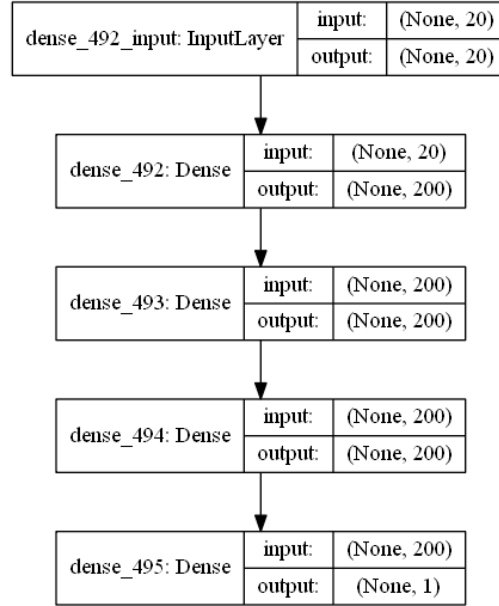 dense_492_input: InputLayer
input: (None, 20)
output: (None, 20)
dense_492: Dense
input: (None, 20)
output: (None, 200)
dense_493: Dense
input: (None, 200)
output: (None, 200)
dense_494: Dense
input: (None, 200)
output: (None, 200)
dense_495: Dense
input: (None, 200)
output: (None, 1)